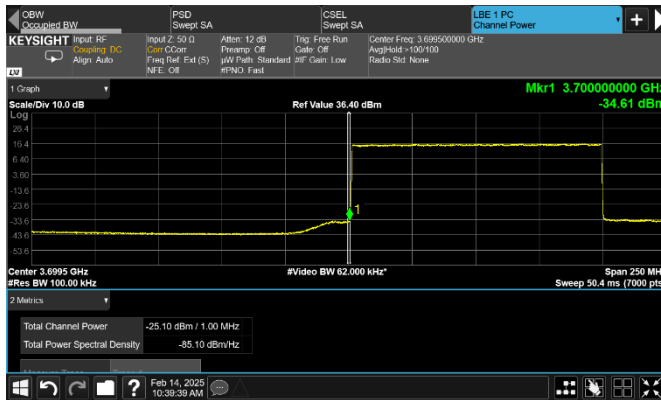 OBW
Occupied BW
PSD
Swept SA
CSEL
Swept SA
LBE 1 PC
Channel Power
KEYSIGHT
Input: RF
Coupling: DC
Align: Auto
Input Z: 50 Ω
Corr CCorr
Freq Ref: Ext (S)
NFE: Off
Atten: 12 dB
Preamp: Off
µW Path: Standard
#PNO: Fast
Trig: Free Run
Gate: Off
#IF Gain: Low
Center Freq: 3.699500000 GHz
Avg|Hold:>100/100
Radio Std: None
1 Graph
Scale/Div 10.0 dB
Ref Value 36.40 dBm
Mkr1 3.700000000 GHz
-34.61 dBm
Log
26.4
16.4
6.40
-3.60
-13.6
-23.6
-33.6
-43.6
-53.6
1
Center 3.6995 GHz
#Res BW 100.00 kHz
#Video BW 62.000 kHz*
Span 250 MH
Sweep 50.4 ms (7000 pts
2 Metrics
Total Channel Power -25.10 dBm / 1.00 MHz
Total Power Spectral Density -85.10 dBm/Hz
?
Feb 14, 2025
10:39:39 AM